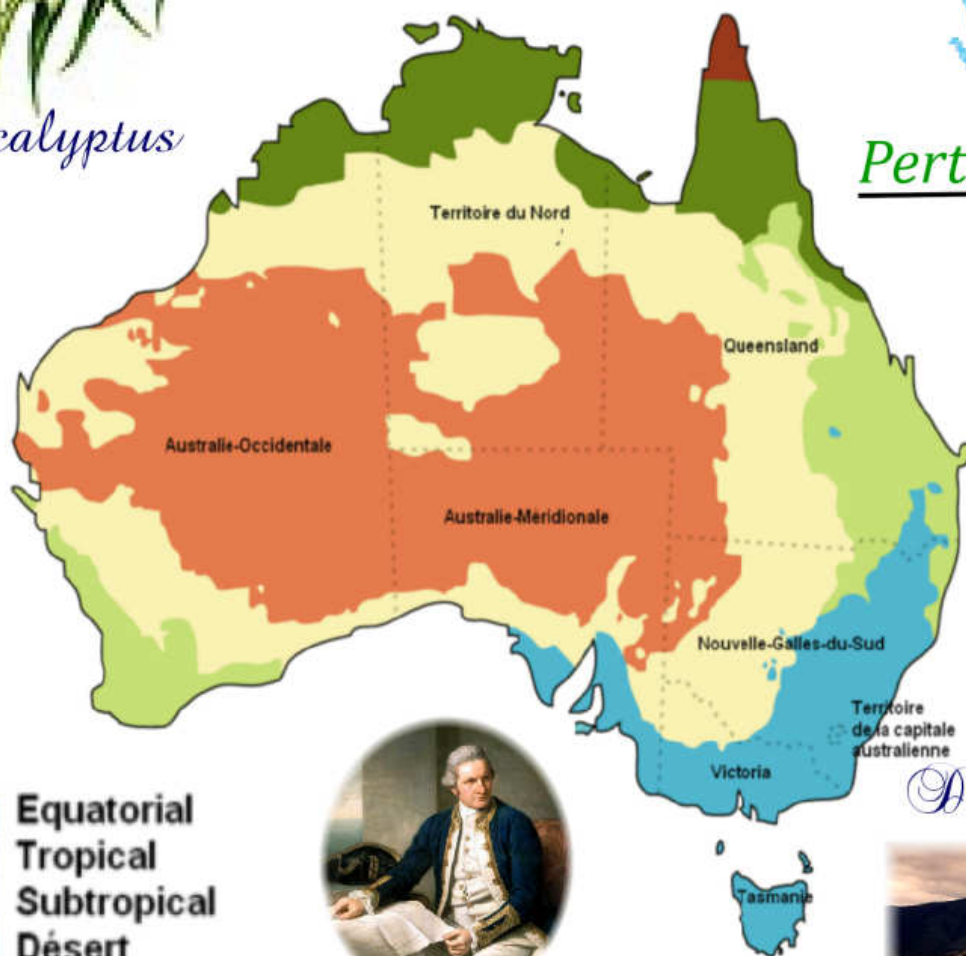 calyptus
Pert
Territoire du Nord
Queensland
Australie-Occidentale
Australie-Méridionale
Nouvelle-Galles-du-Sud
Territoire
de la capitale
australienne
Victoria
D
Equatorial
Tropical
Subtropical
Désert
Tasmanie